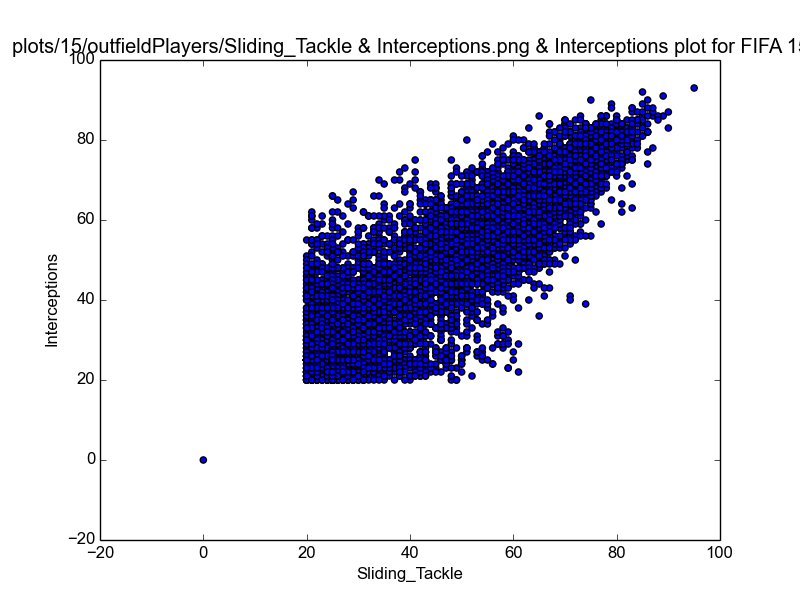 plots/15/outfieldPlayers/Sliding_Tackle & Interceptions.png & Interceptions plot for FIFA 15
100
80
60
40
20
0
−20
Interceptions
−20 0 20 40 60 80 100
Sliding_Tackle